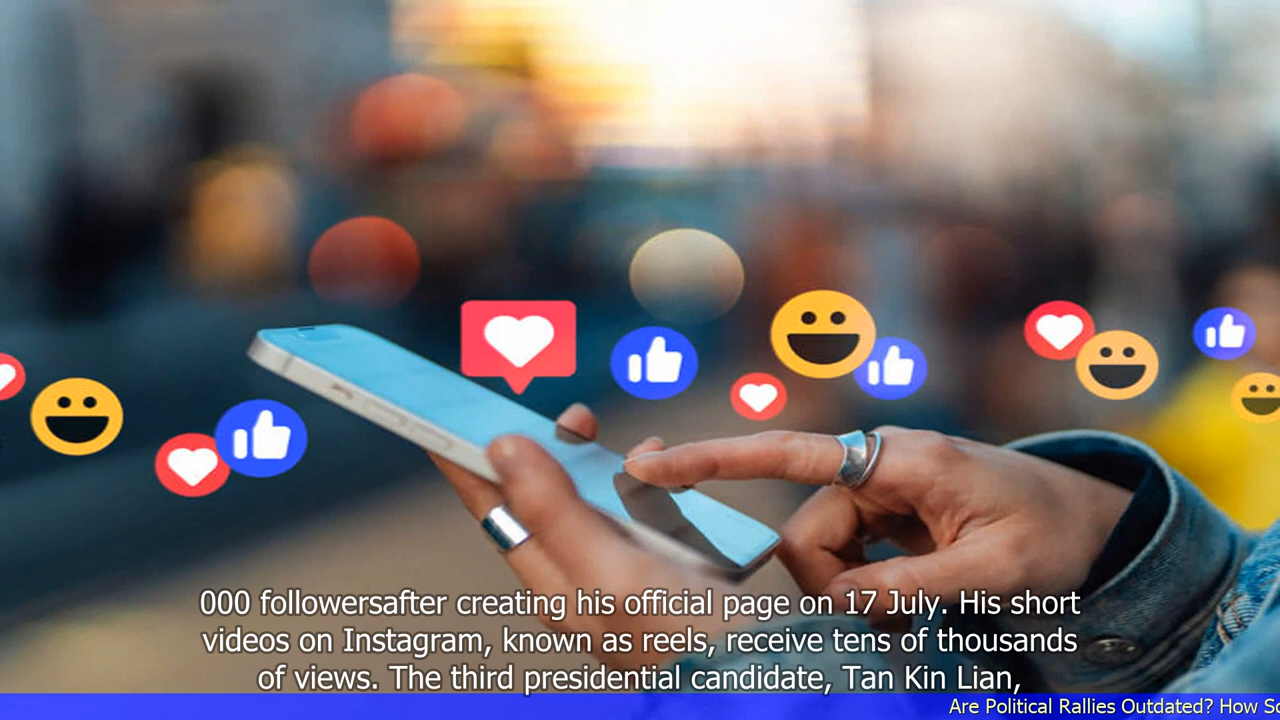 000 followersafter creating his official page on 17 July. His short
videos on Instagram, known as reels, receive tens of thousands
of views. The third presidential candidate, Tan Kin Lian,
Are Political Rallies Outdated? How